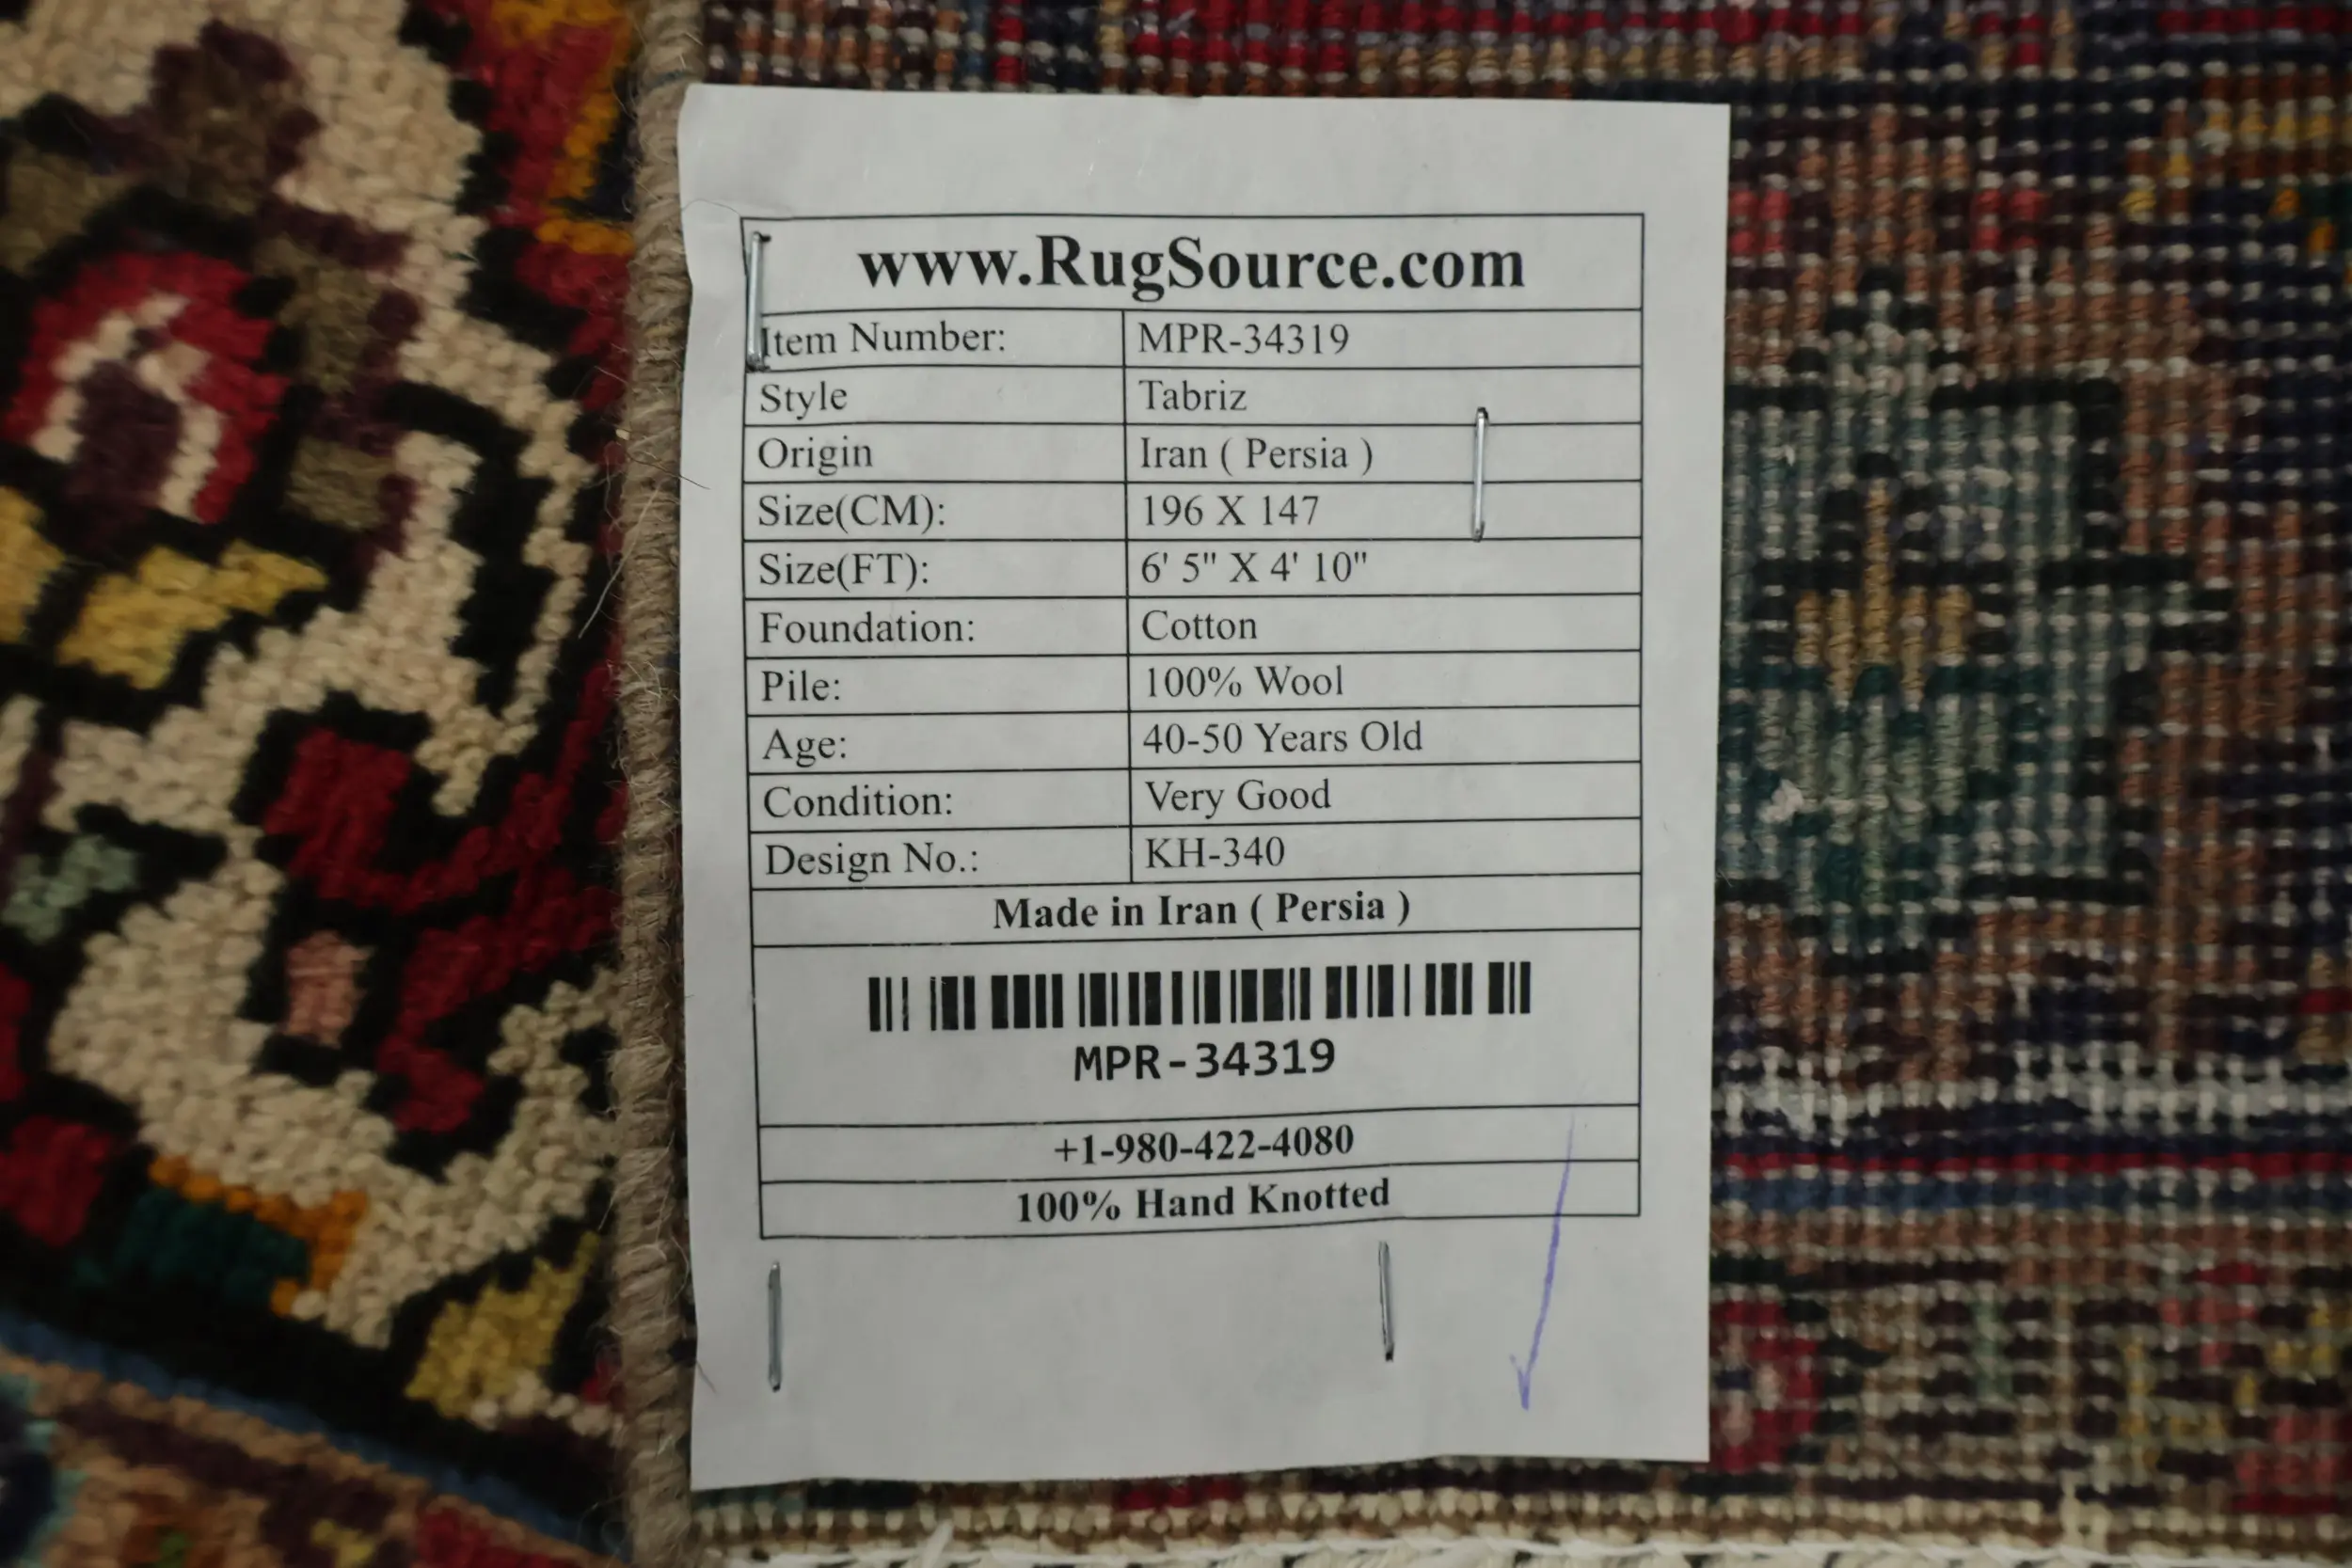 www.RugSource.com
Item Number: MPR-34319
Style Tabriz
Origin Iran ( Persia )
Size(CM): 196 X 147
Size(FT): 6' 5" X 4' 10"
Foundation: Cotton
Pile: 100% Wool
Age: 40-50 Years Old
Condition: Very Good
Design No.: KH-340
Made in Iran ( Persia )
MPR-34319
+1-980-422-4080
100% Hand Knotted